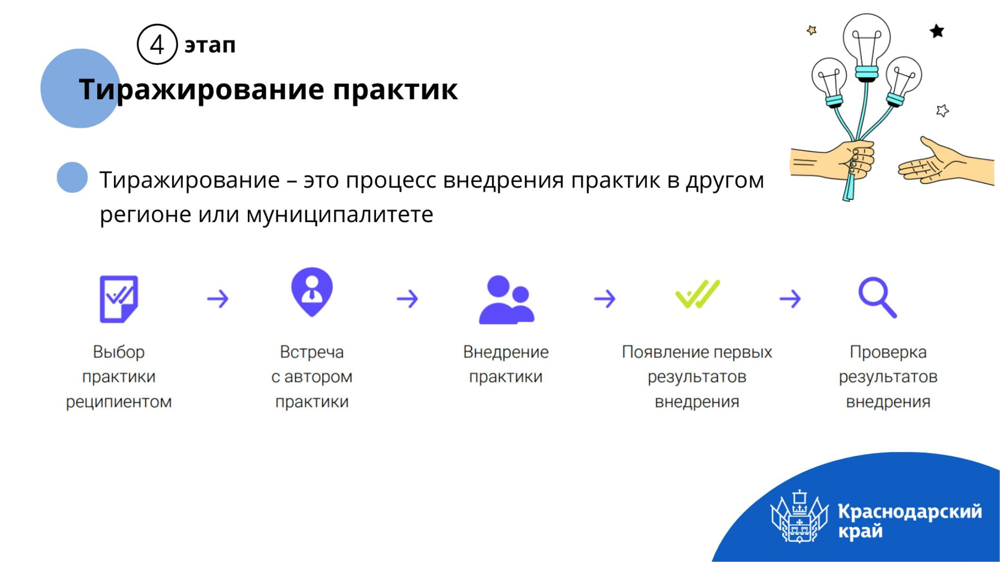 4 этап
Тиражирование практик
Тиражирование – это процесс внедрения практик в другом
регионе или муниципалитете
Выбор
практики
реципиентом
Встреча
с автором
практики
Внедрение
практики
Появление первых
результатов
внедрения
Проверка
результатов
внедрения
Краснодарский
край